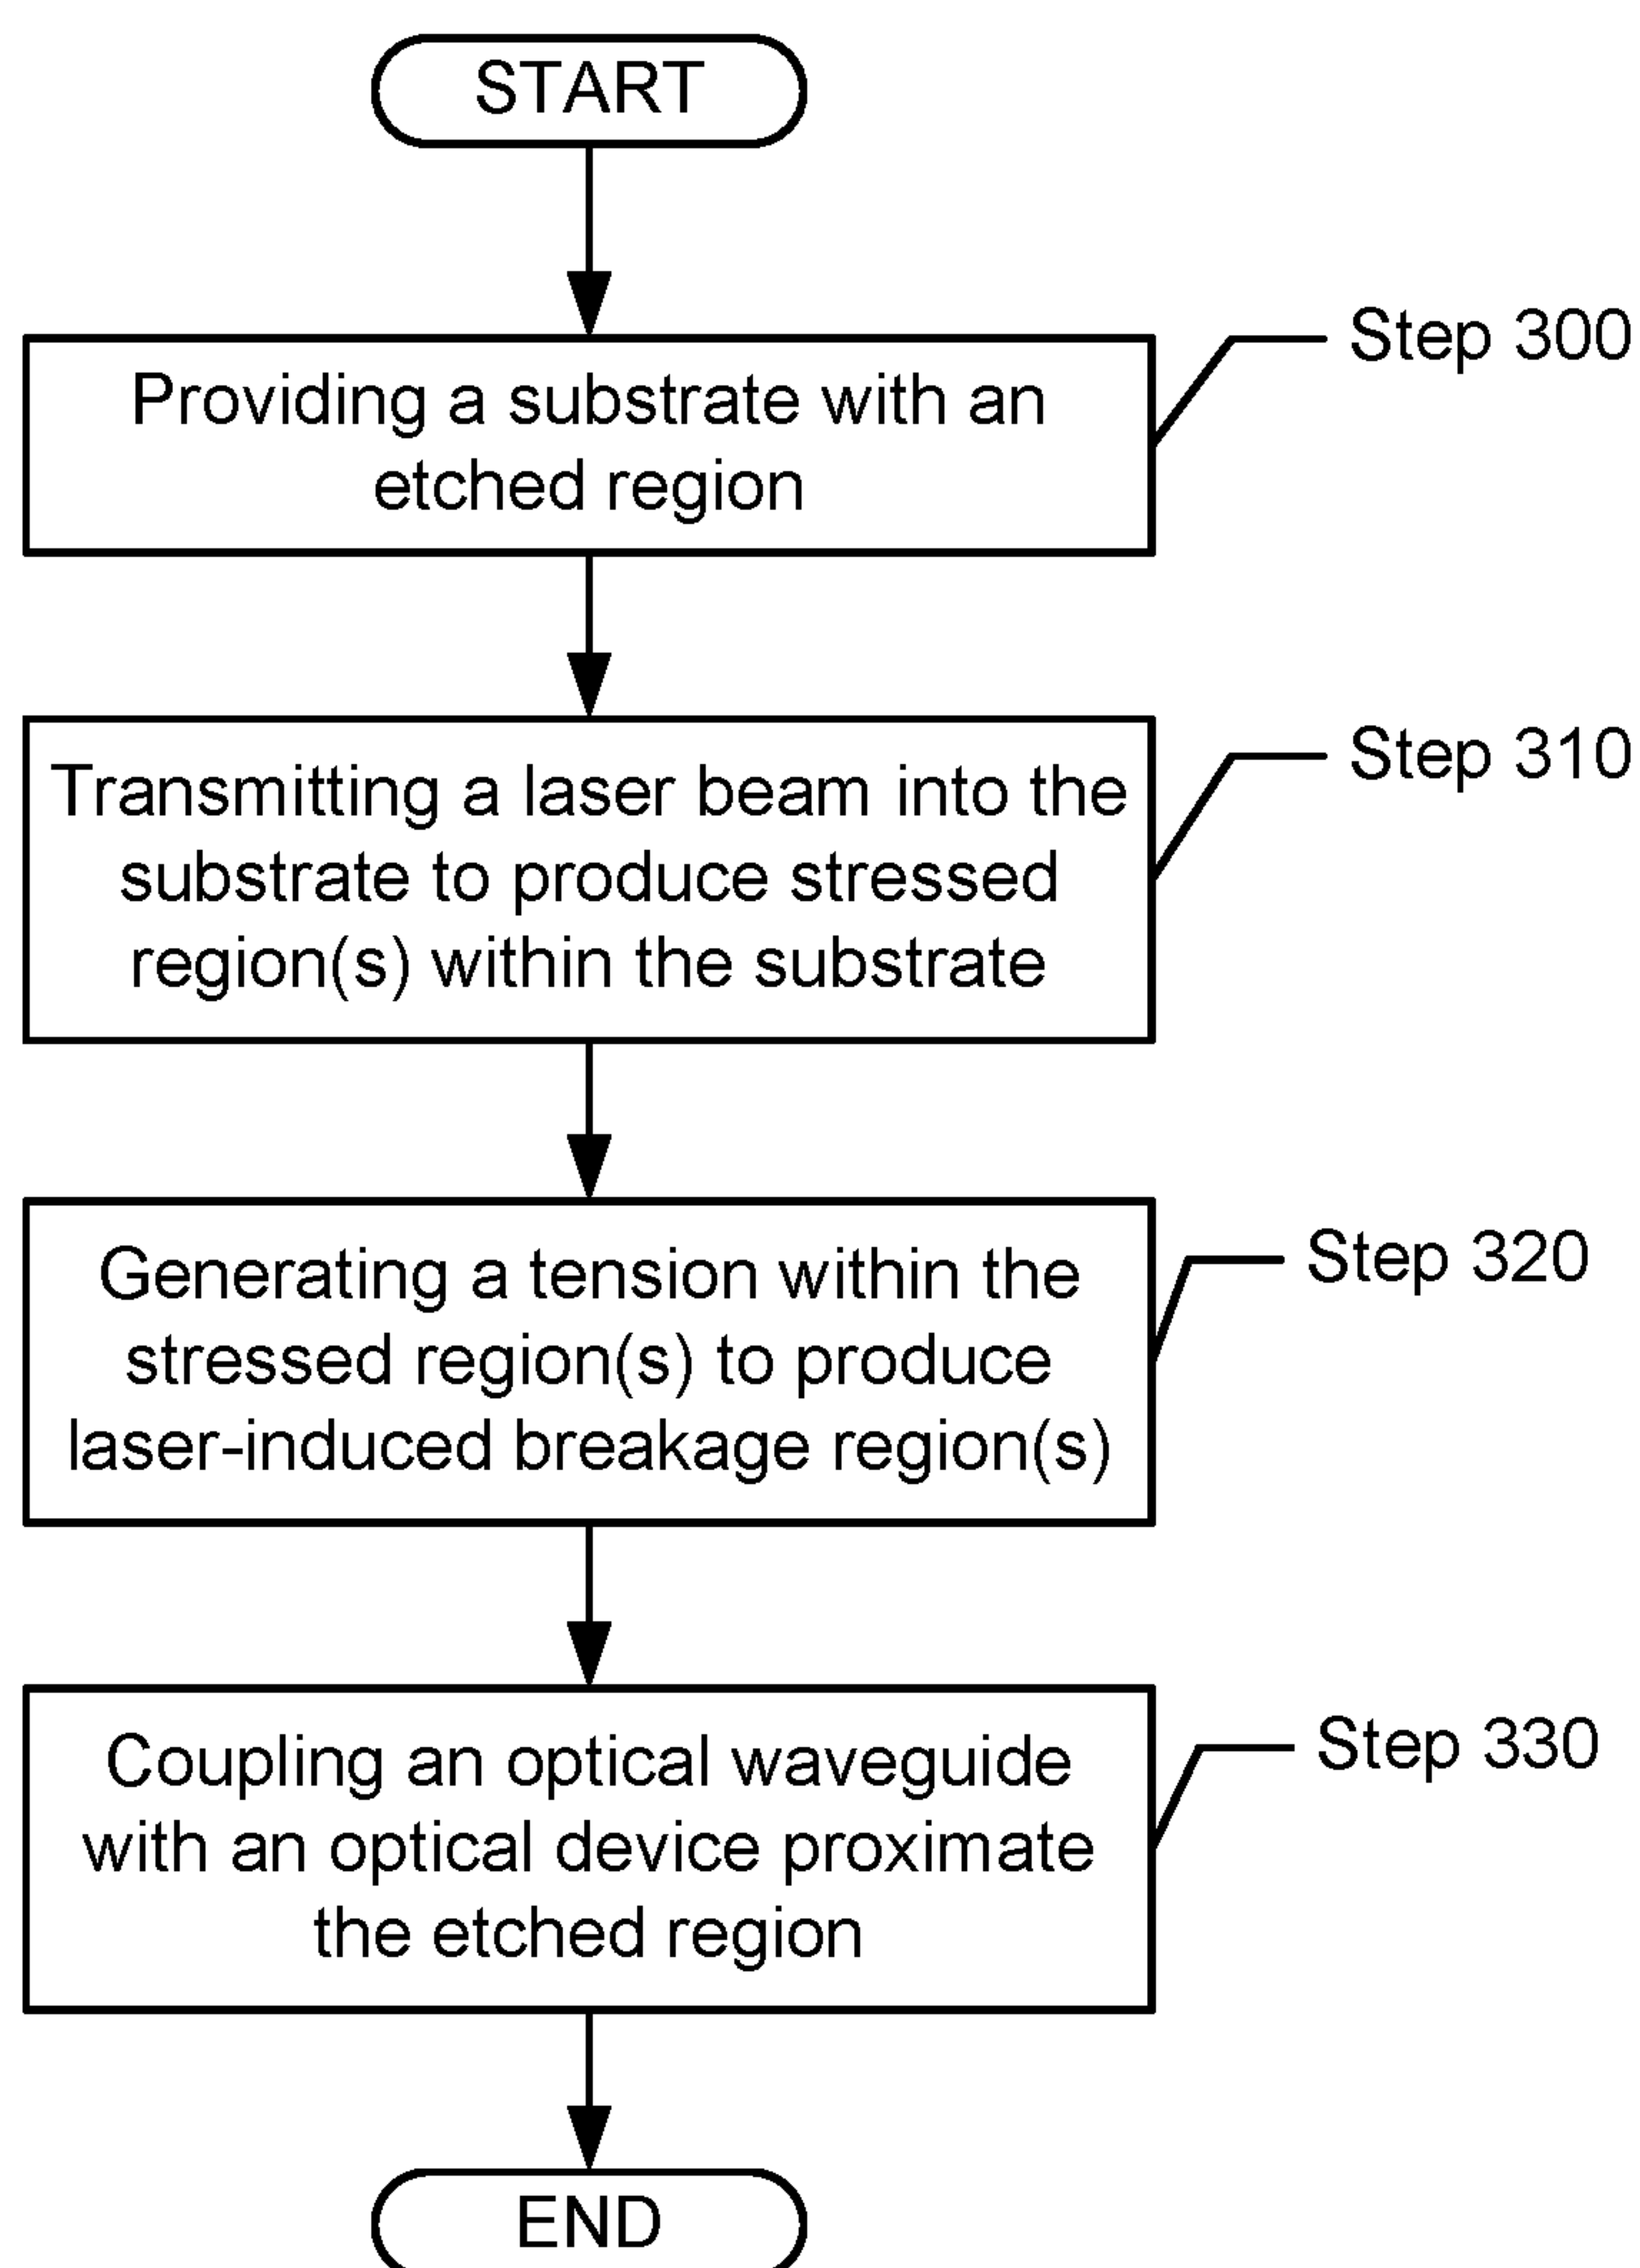 START
Step 300
Providing a substrate with an
etched region
Step 310
Transmitting a laser beam into the
substrate to produce stressed
region(s) within the substrate
Step 320
Generating a tension within the
stressed region(s) to produce
laser-induced breakage region(s)
Step 330
Coupling an optical waveguide
with an optical device proximate
the etched region
END